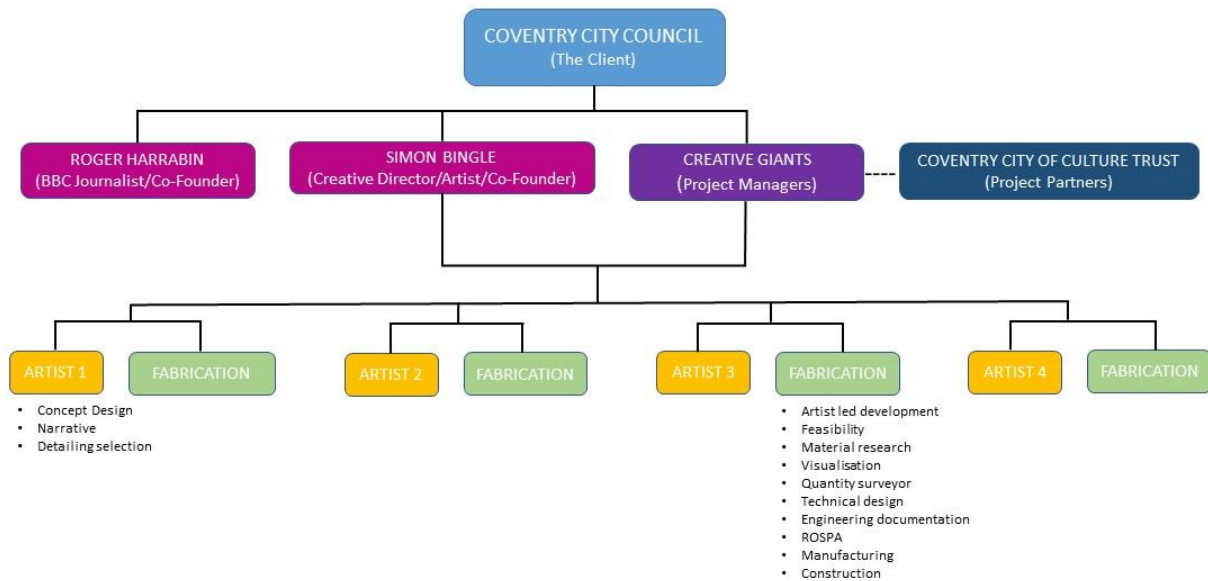 COVENTRY CITY COUNCIL
(The Client)
ROGER HARRABIN
(BBC Journalist/Co-Founder)
SIMON BINGLE
(Creative Director/Artist/Co-Founder)
CREATIVE GIANTS
(Project Managers)
COVENTRY CITY OF CULTURE TRUST
(Project Partners)
ARTIST 1
FABRICATION
ARTIST 2
FABRICATION
ARTIST 3
FABRICATION
ARTIST 4
FABRICATION
• Concept Design
• Narrative
• Detailing selection
• Artist led development
• Feasibility
• Material research
• Visualisation
• Quantity surveyor
• Technical design
• Engineering documentation
• ROSPA
• Manufacturing
• Construction